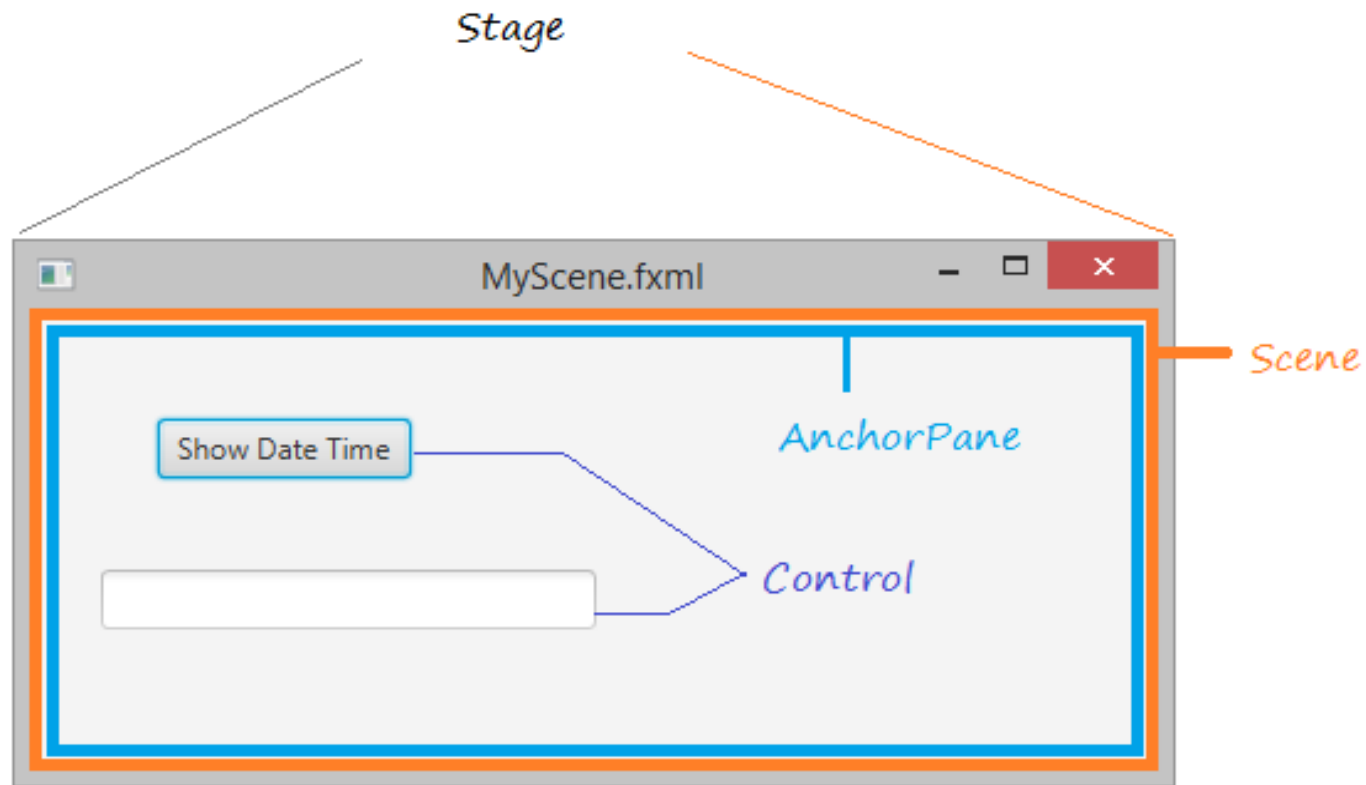 Stage
MyScene.fxml
Scene
AnchorPane
Show Date Time
Control